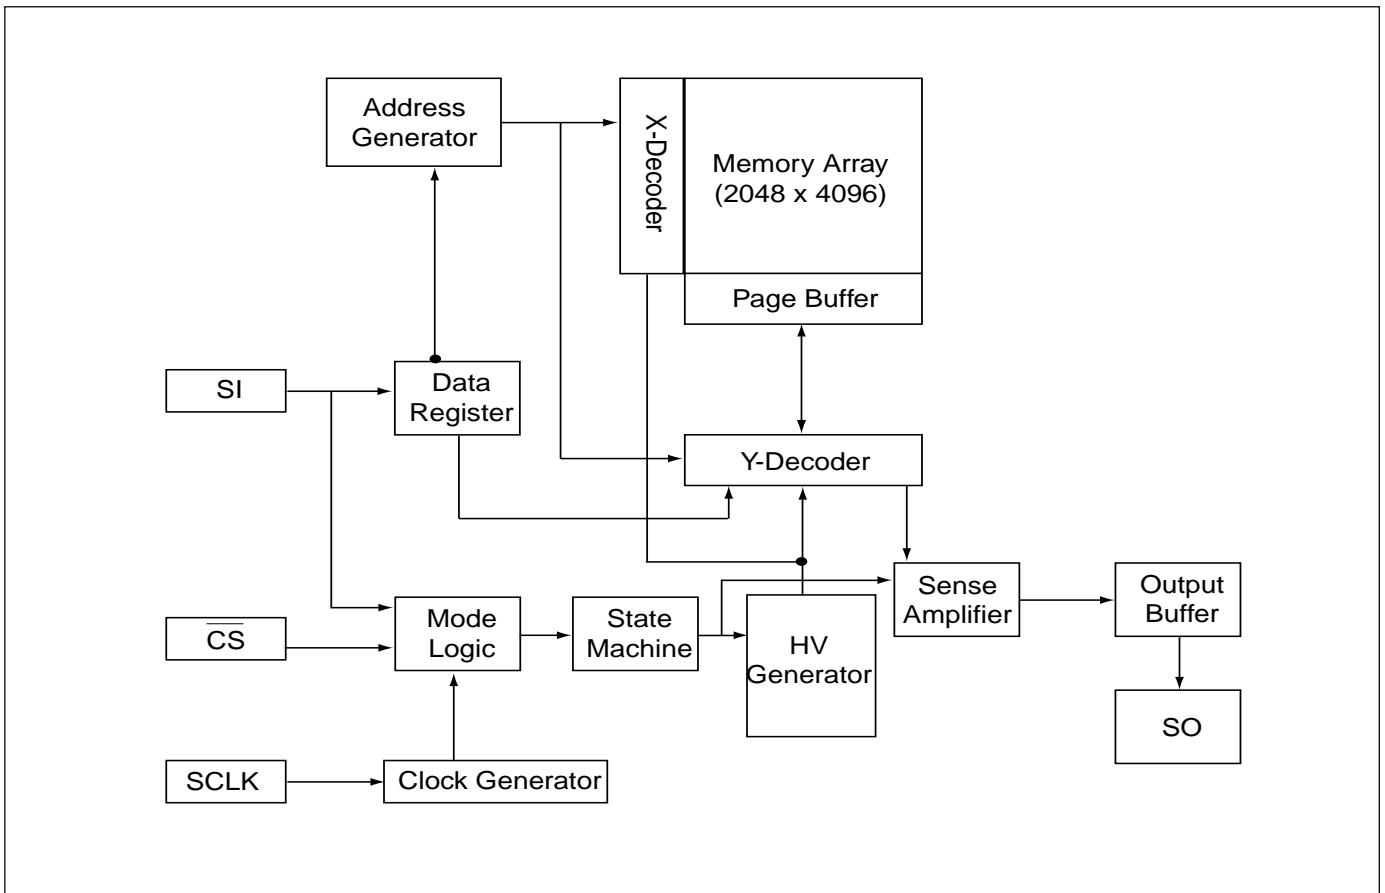 Address
Generator
X-Decoder
Memory Array
(2048 x 4096)
Page Buffer
SI
Data
Register
Y-Decoder
CS
Mode
Logic
State
Machine
HV
Generator
Sense
Amplifier
Output
Buffer
SO
SCLK
Clock Generator